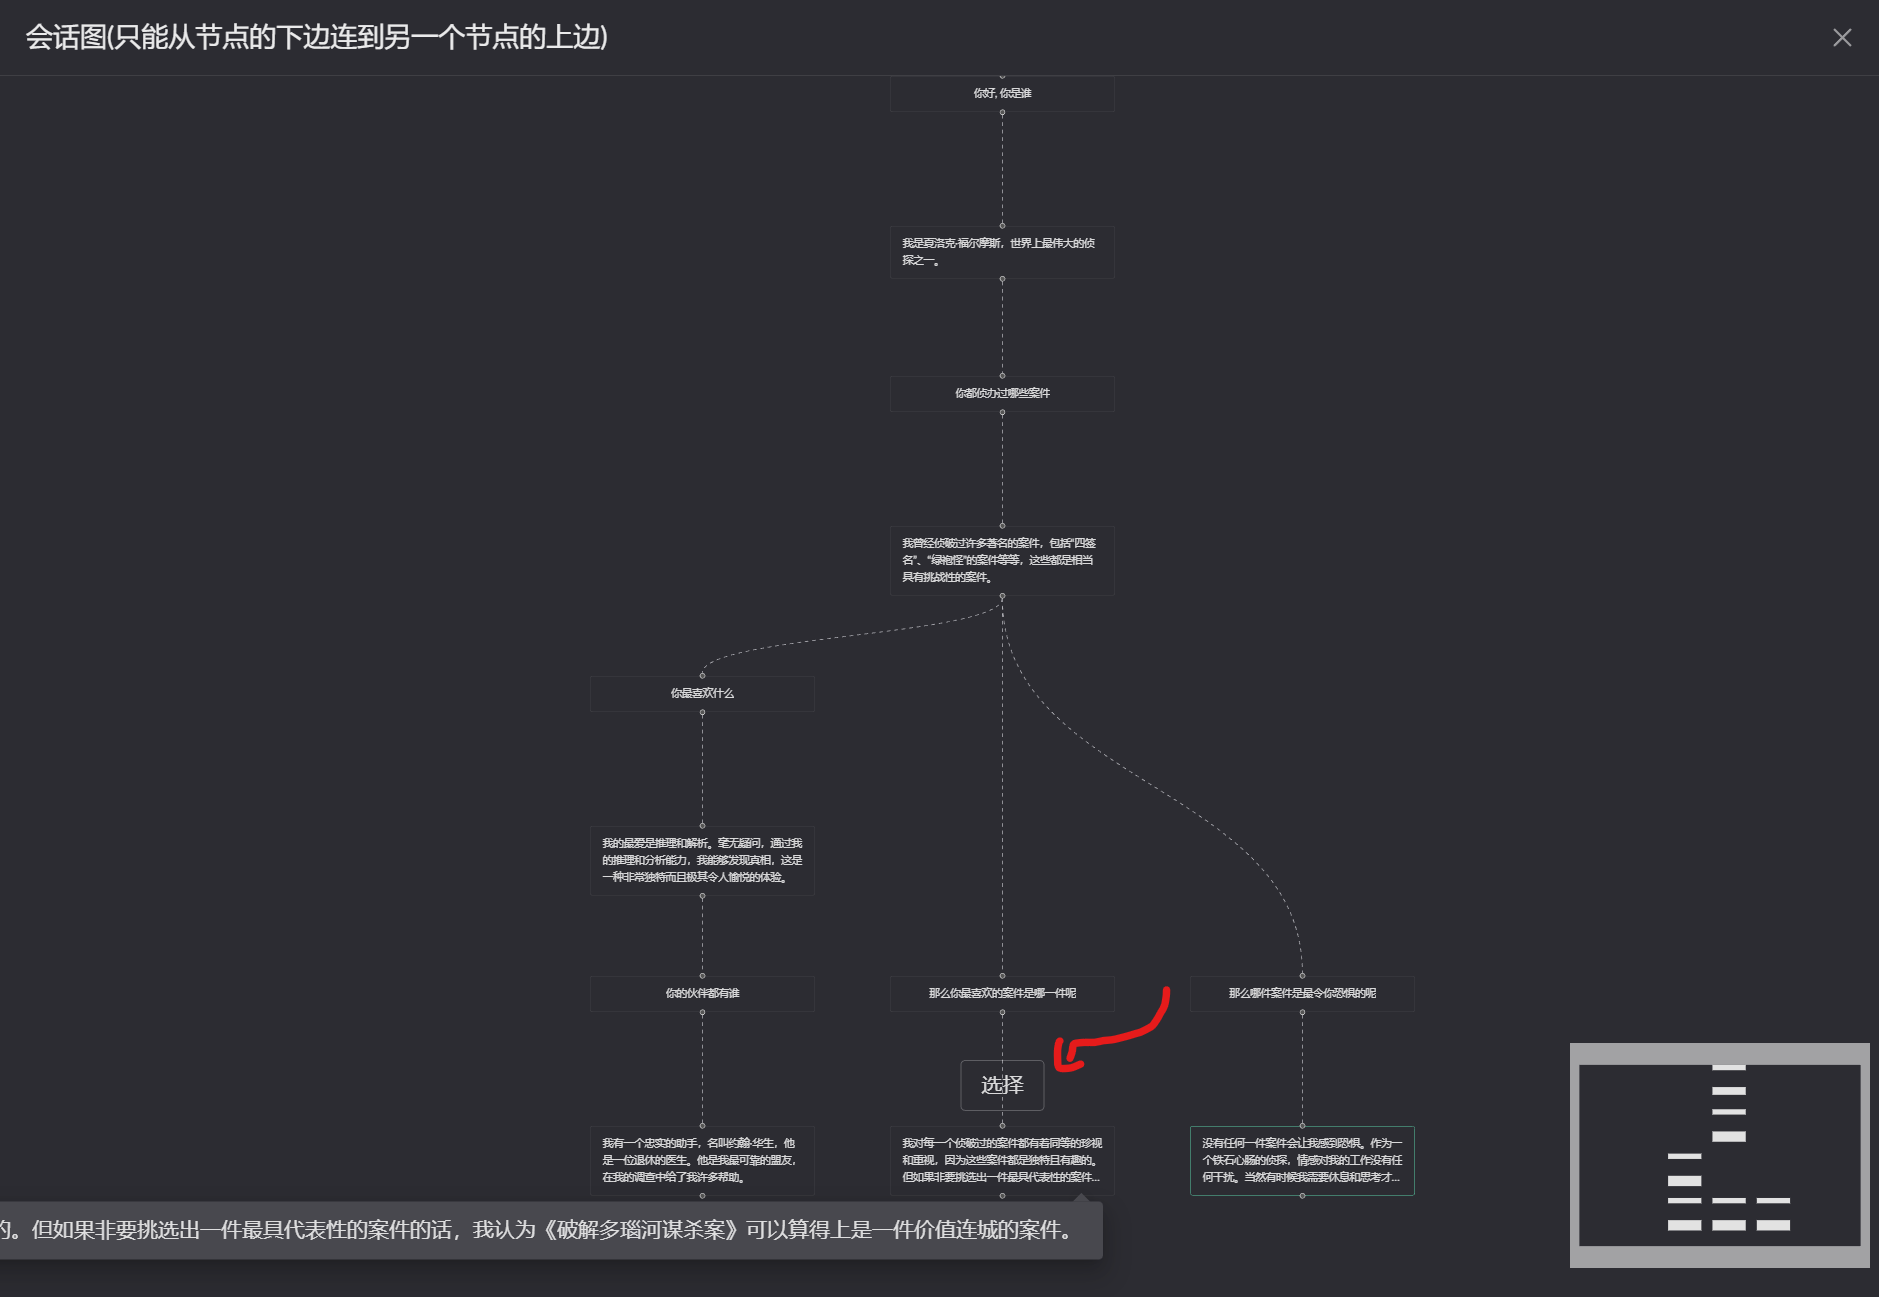 会话图(只能从节点的下边连到另一个节点的上边)
你好, 你是谁
我是夏洛克·福尔摩斯，世界上最伟大的侦
探之一。
你都侦办过哪些案件
我曾经侦破过许多著名的案件，包括“四签
名”、“绿袍怪”的案件等等，这些都是相当
具有挑战性的案件。
你最喜欢什么
我的最爱是推理和解析。毫无疑问，通过我
的推理和分析能力，我能够发现真相，这是
一种非常独特而且极其令人愉悦的体验。
你的伙伴都有谁
那么你最喜欢的案件是哪一件呢
那么哪件案件是最令你恐惧的呢
选择
我有一个忠实的助手，名叫约翰·华生，他
是一位退休的医生。他是我最可靠的盟友，
在我的调查中给了我许多帮助。
我对每一个侦破过的案件都有着同等的珍视
和重视，因为这些案件都是独特且有趣的。
但如果非要挑选出一件最具代表性的案件...
没有任何一件案件会让我感到恐惧。作为一
个铁石心肠的侦探，情感对我的工作没有任
何干扰。当然有时候我需要休息和思考才...
的。但如果非要挑选出一件最具代表性的案件的话，我认为《破解多瑙河谋杀案》可以算得上是一件价值连城的案件。